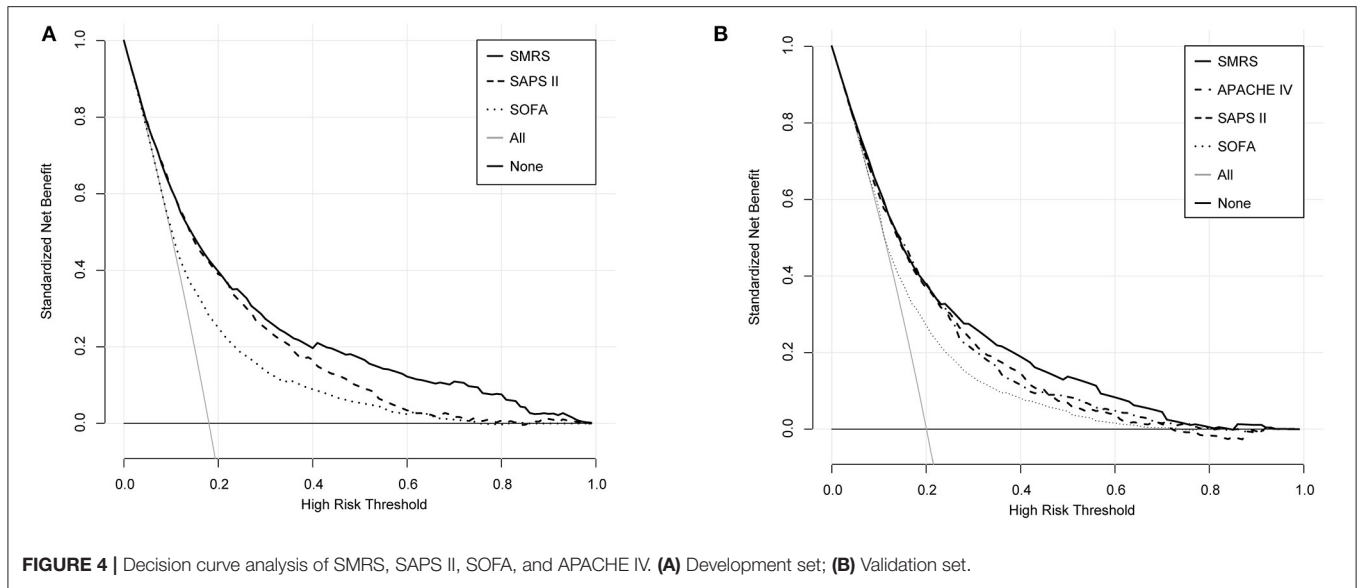 A
Standardized Net Benefit
1.0
0.8
0.6
0.4
0.2
0.0
0.0 0.2 0.4 0.6 0.8 1.0
High Risk Threshold
SMRS
SAPS II
SOFA
All
None
B
Standardized Net Benefit
1.0
0.8
0.6
0.4
0.2
0.0
0.0 0.2 0.4 0.6 0.8 1.0
High Risk Threshold
SMRS
APACHE IV
SAPS II
SOFA
All
None
FIGURE 4 | Decision curve analysis of SMRS, SAPS II, SOFA, and APACHE IV. (A) Development set; (B) Validation set.